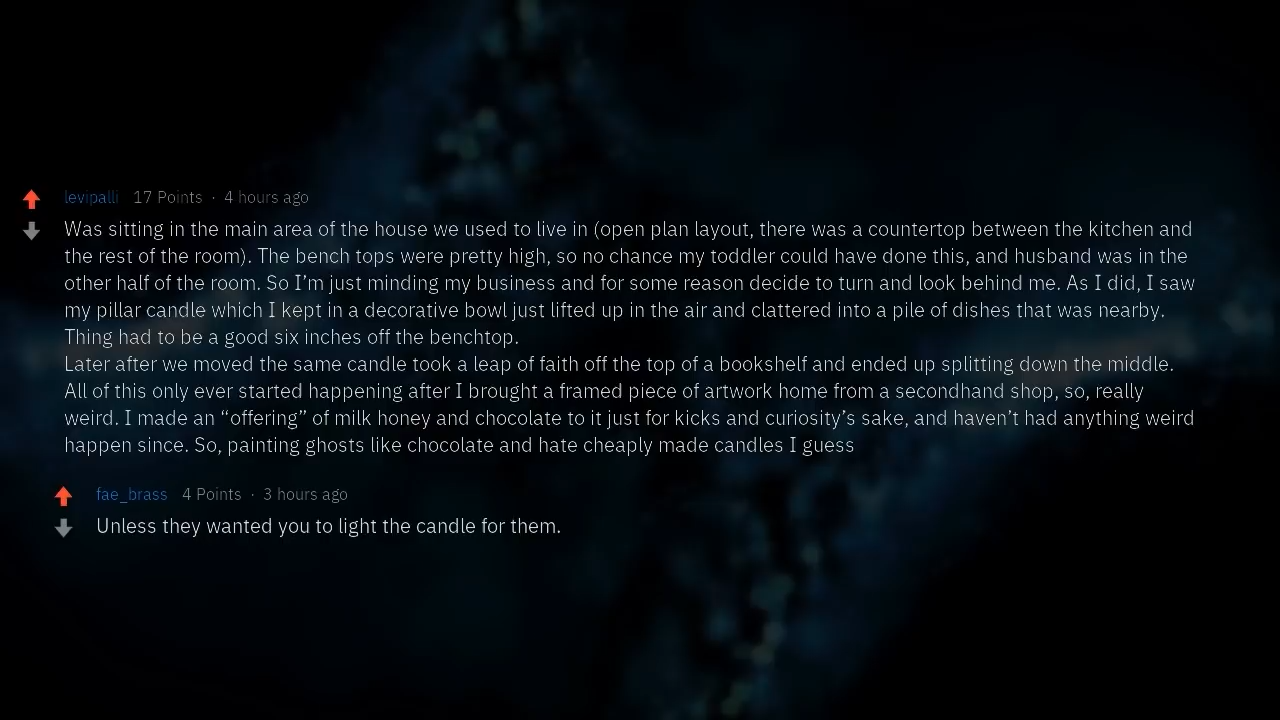 levipalli 17 Points · 4 hours ago
Was sitting in the main area of the house we used to live in (open plan layout, there was a countertop between the kitchen and
the rest of the room). The bench tops were pretty high, so no chance my toddler could have done this, and husband was in the
other half of the room. So I’m just minding my business and for some reason decide to turn and look behind me. As I did, I saw
my pillar candle which I kept in a decorative bowl just lifted up in the air and clattered into a pile of dishes that was nearby.
Thing had to be a good six inches off the benchtop.
Later after we moved the same candle took a leap of faith off the top of a bookshelf and ended up splitting down the middle.
All of this only ever started happening after I brought a framed piece of artwork home from a secondhand shop, so, really
weird. I made an “offering” of milk honey and chocolate to it just for kicks and curiosity’s sake, and haven’t had anything weird
happen since. So, painting ghosts like chocolate and hate cheaply made candles I guess
fae_brass 4 Points · 3 hours ago
Unless they wanted you to light the candle for them.